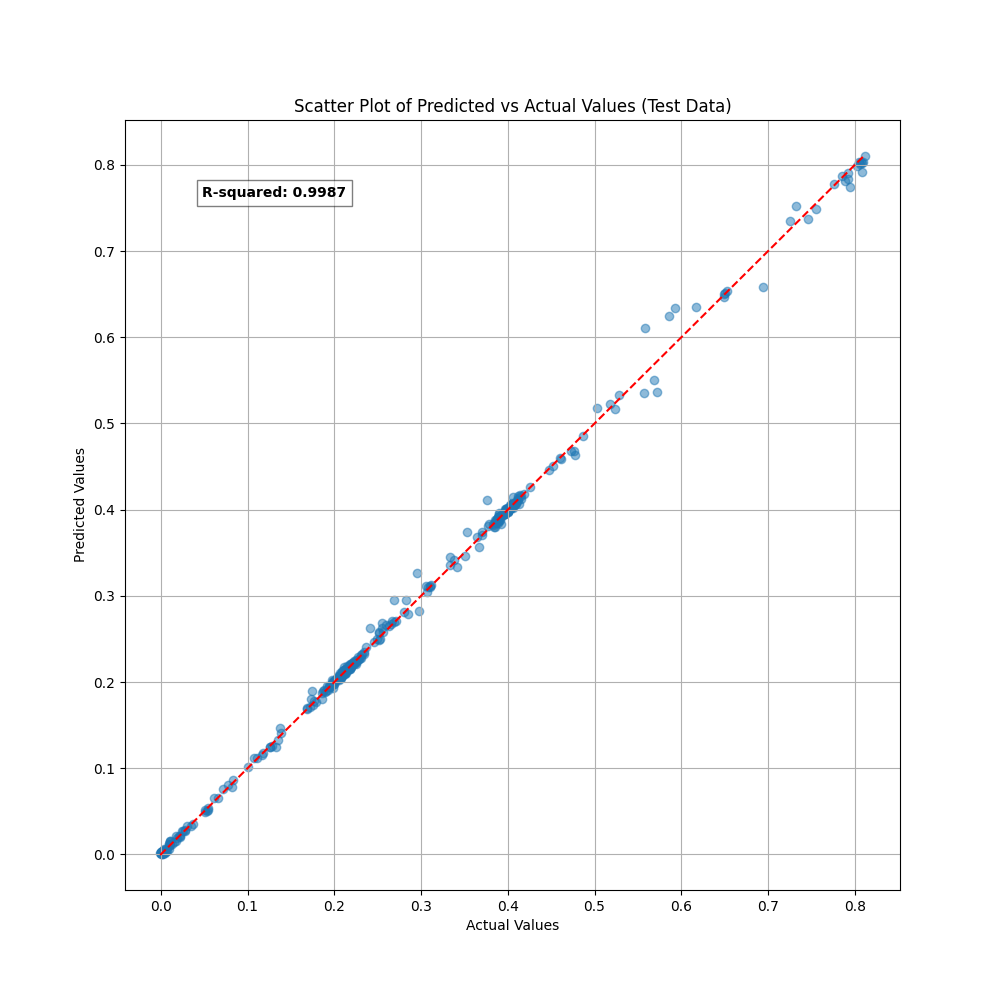 Scatter Plot of Predicted vs Actual Values (Test Data)
R-squared: 0.9987
Predicted Values
0.8
0.7
0.6
0.5
0.4
0.3
0.2
0.1
0.0
0.0 0.1 0.2 0.3 0.4 0.5 0.6 0.7 0.8
Actual Values